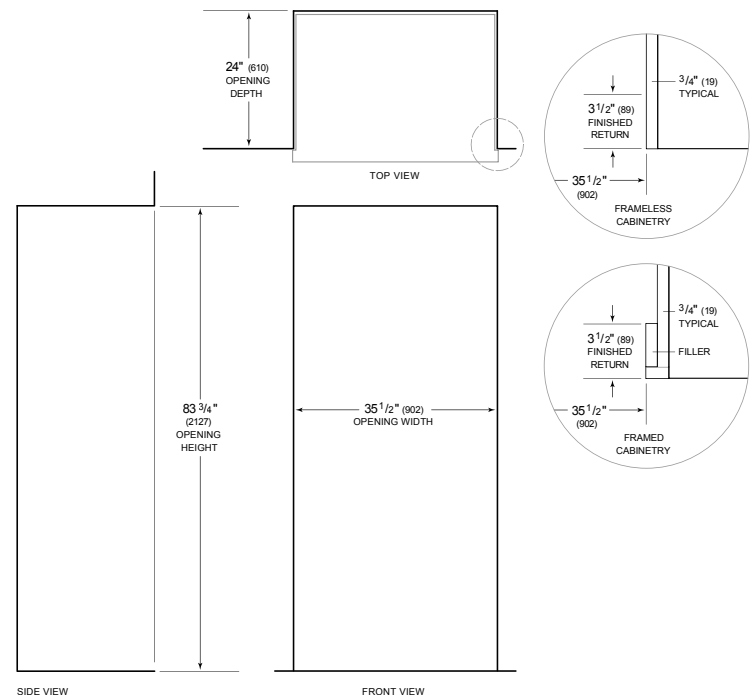 24" (610)
OPENING
DEPTH
TOP VIEW
3/4" (19)
TYPICAL
3 1/2" (89)
FINISHED
RETURN
35 1/2"
(902)
FRAMELESS
CABINETRY
3/4" (19)
TYPICAL
3 1/2" (89)
FINISHED
RETURN
FILLER
35 1/2"
(902)
FRAMED
CABINETRY
83 3/4"
(2127)
OPENING
HEIGHT
35 1/2" (902)
OPENING WIDTH
SIDE VIEW
FRONT VIEW